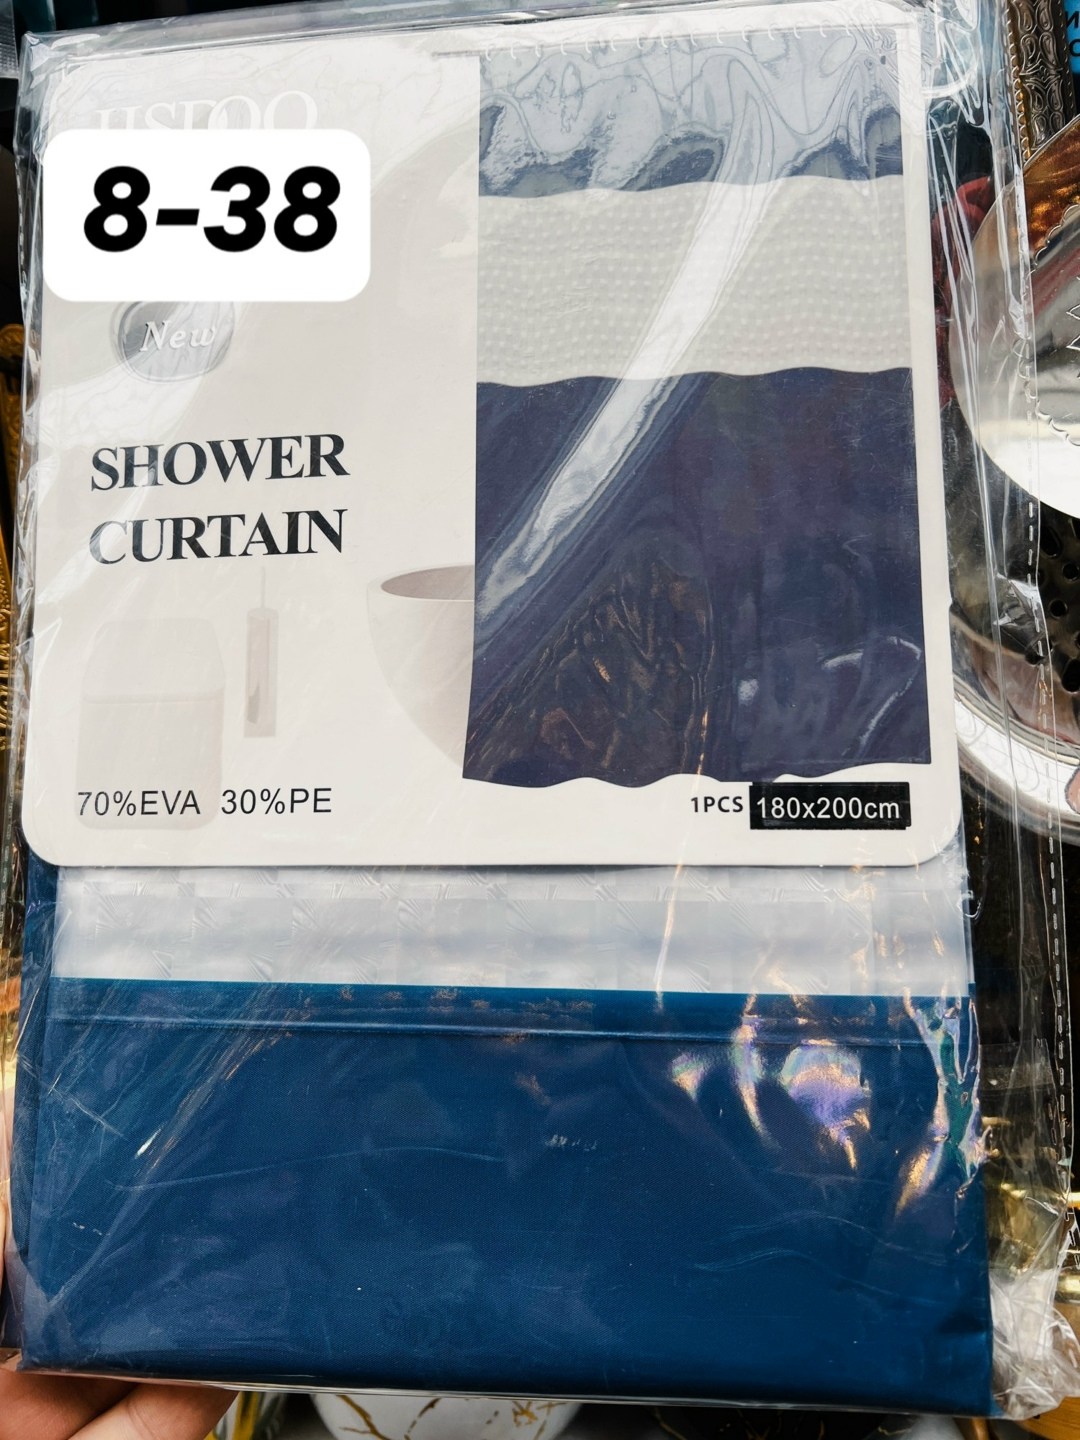 8-38
New
SHOWER
CURTAIN
70%EVA 30%PE
1PCS 180x200cm